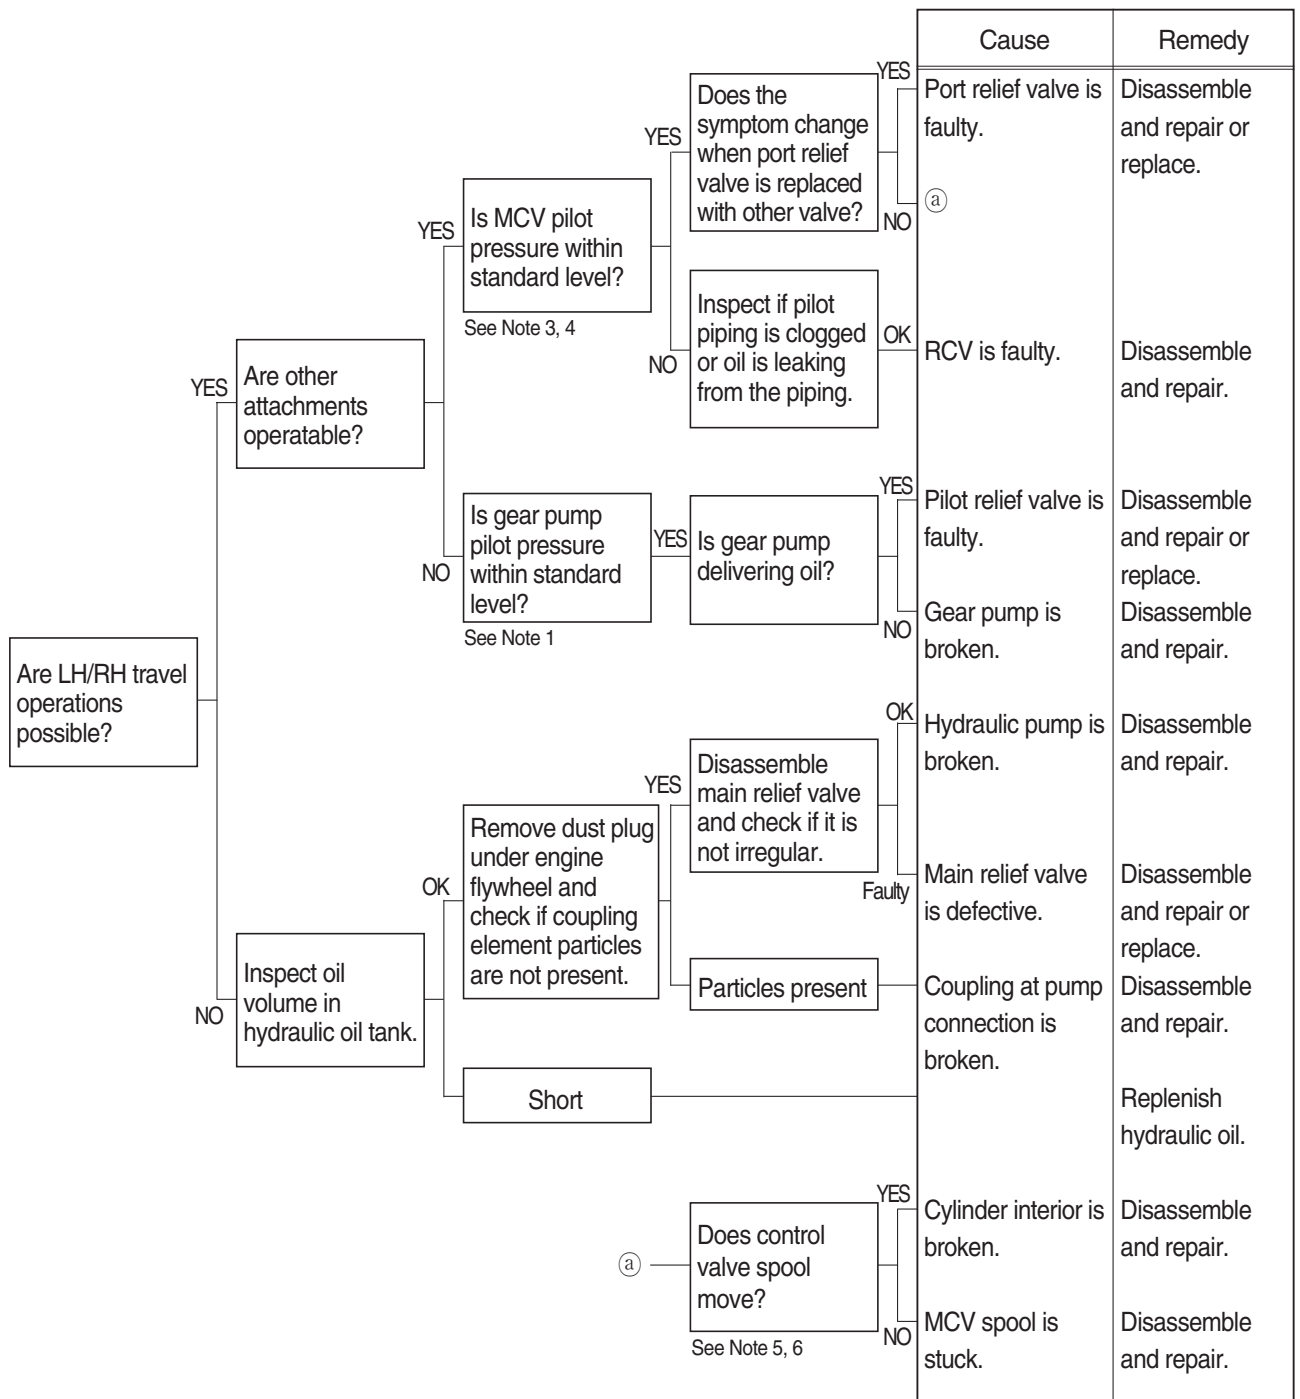 Cause
Remedy
YES
Does the
symptom change
when port relief
valve is replaced
with other valve?
YES
NO
Port relief valve is
faulty.
Disassemble
and repair or
replace.
ⓐ
YES
Is MCV pilot
pressure within
standard level?
See Note 3, 4
NO
Inspect if pilot
piping is clogged
or oil is leaking
from the piping.
OK
RCV is faulty.
Disassemble
and repair.
YES
Are other
attachments
operatable?
NO
Is gear pump
pilot pressure
within standard
level?
See Note 1
YES
Is gear pump
delivering oil?
YES
Pilot relief valve is
faulty.
Disassemble
and repair or
replace.
NO
Gear pump is
broken.
Disassemble
and repair.
Are LH/RH travel
operations
possible?
NO
Inspect oil
volume in
hydraulic oil tank.
OK
Remove dust plug
under engine
flywheel and
check if coupling
element particles
are not present.
YES
Disassemble
main relief valve
and check if it is
not irregular.
OK
Hydraulic pump is
broken.
Disassemble
and repair.
Faulty
Main relief valve
is defective.
Disassemble
and repair or
replace.
Particles present
Coupling at pump
connection is
broken.
Disassemble
and repair.
Short
Replenish
hydraulic oil.
ⓐ
Does control
valve spool
move?
See Note 5, 6
YES
Cylinder interior is
broken.
Disassemble
and repair.
NO
MCV spool is
stuck.
Disassemble
and repair.